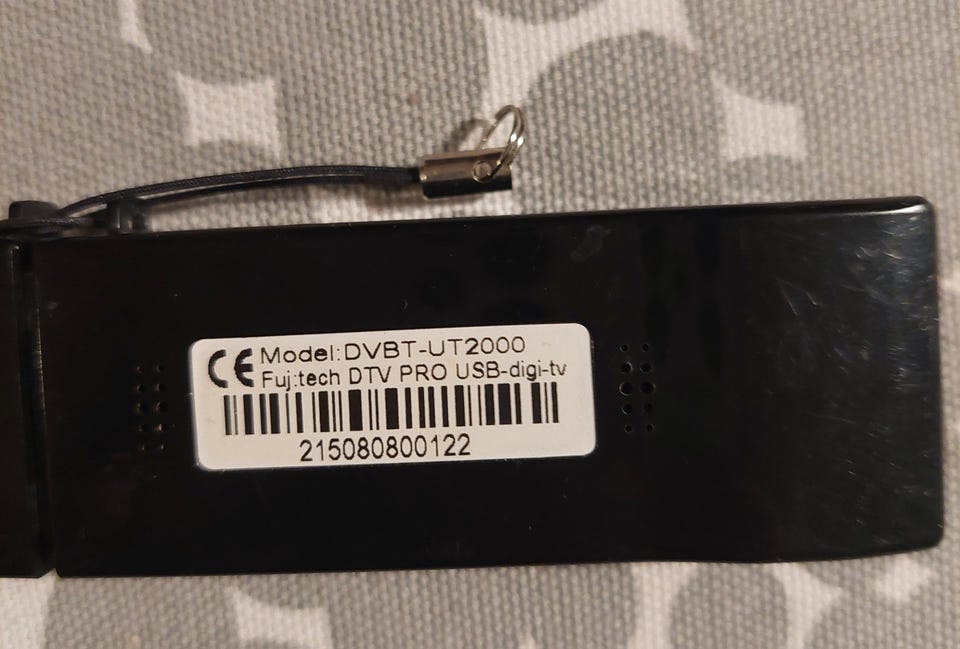 CE Model:DVBT-UT2000
Fuj:tech DTV PRO USB-digi-tv
215080800122